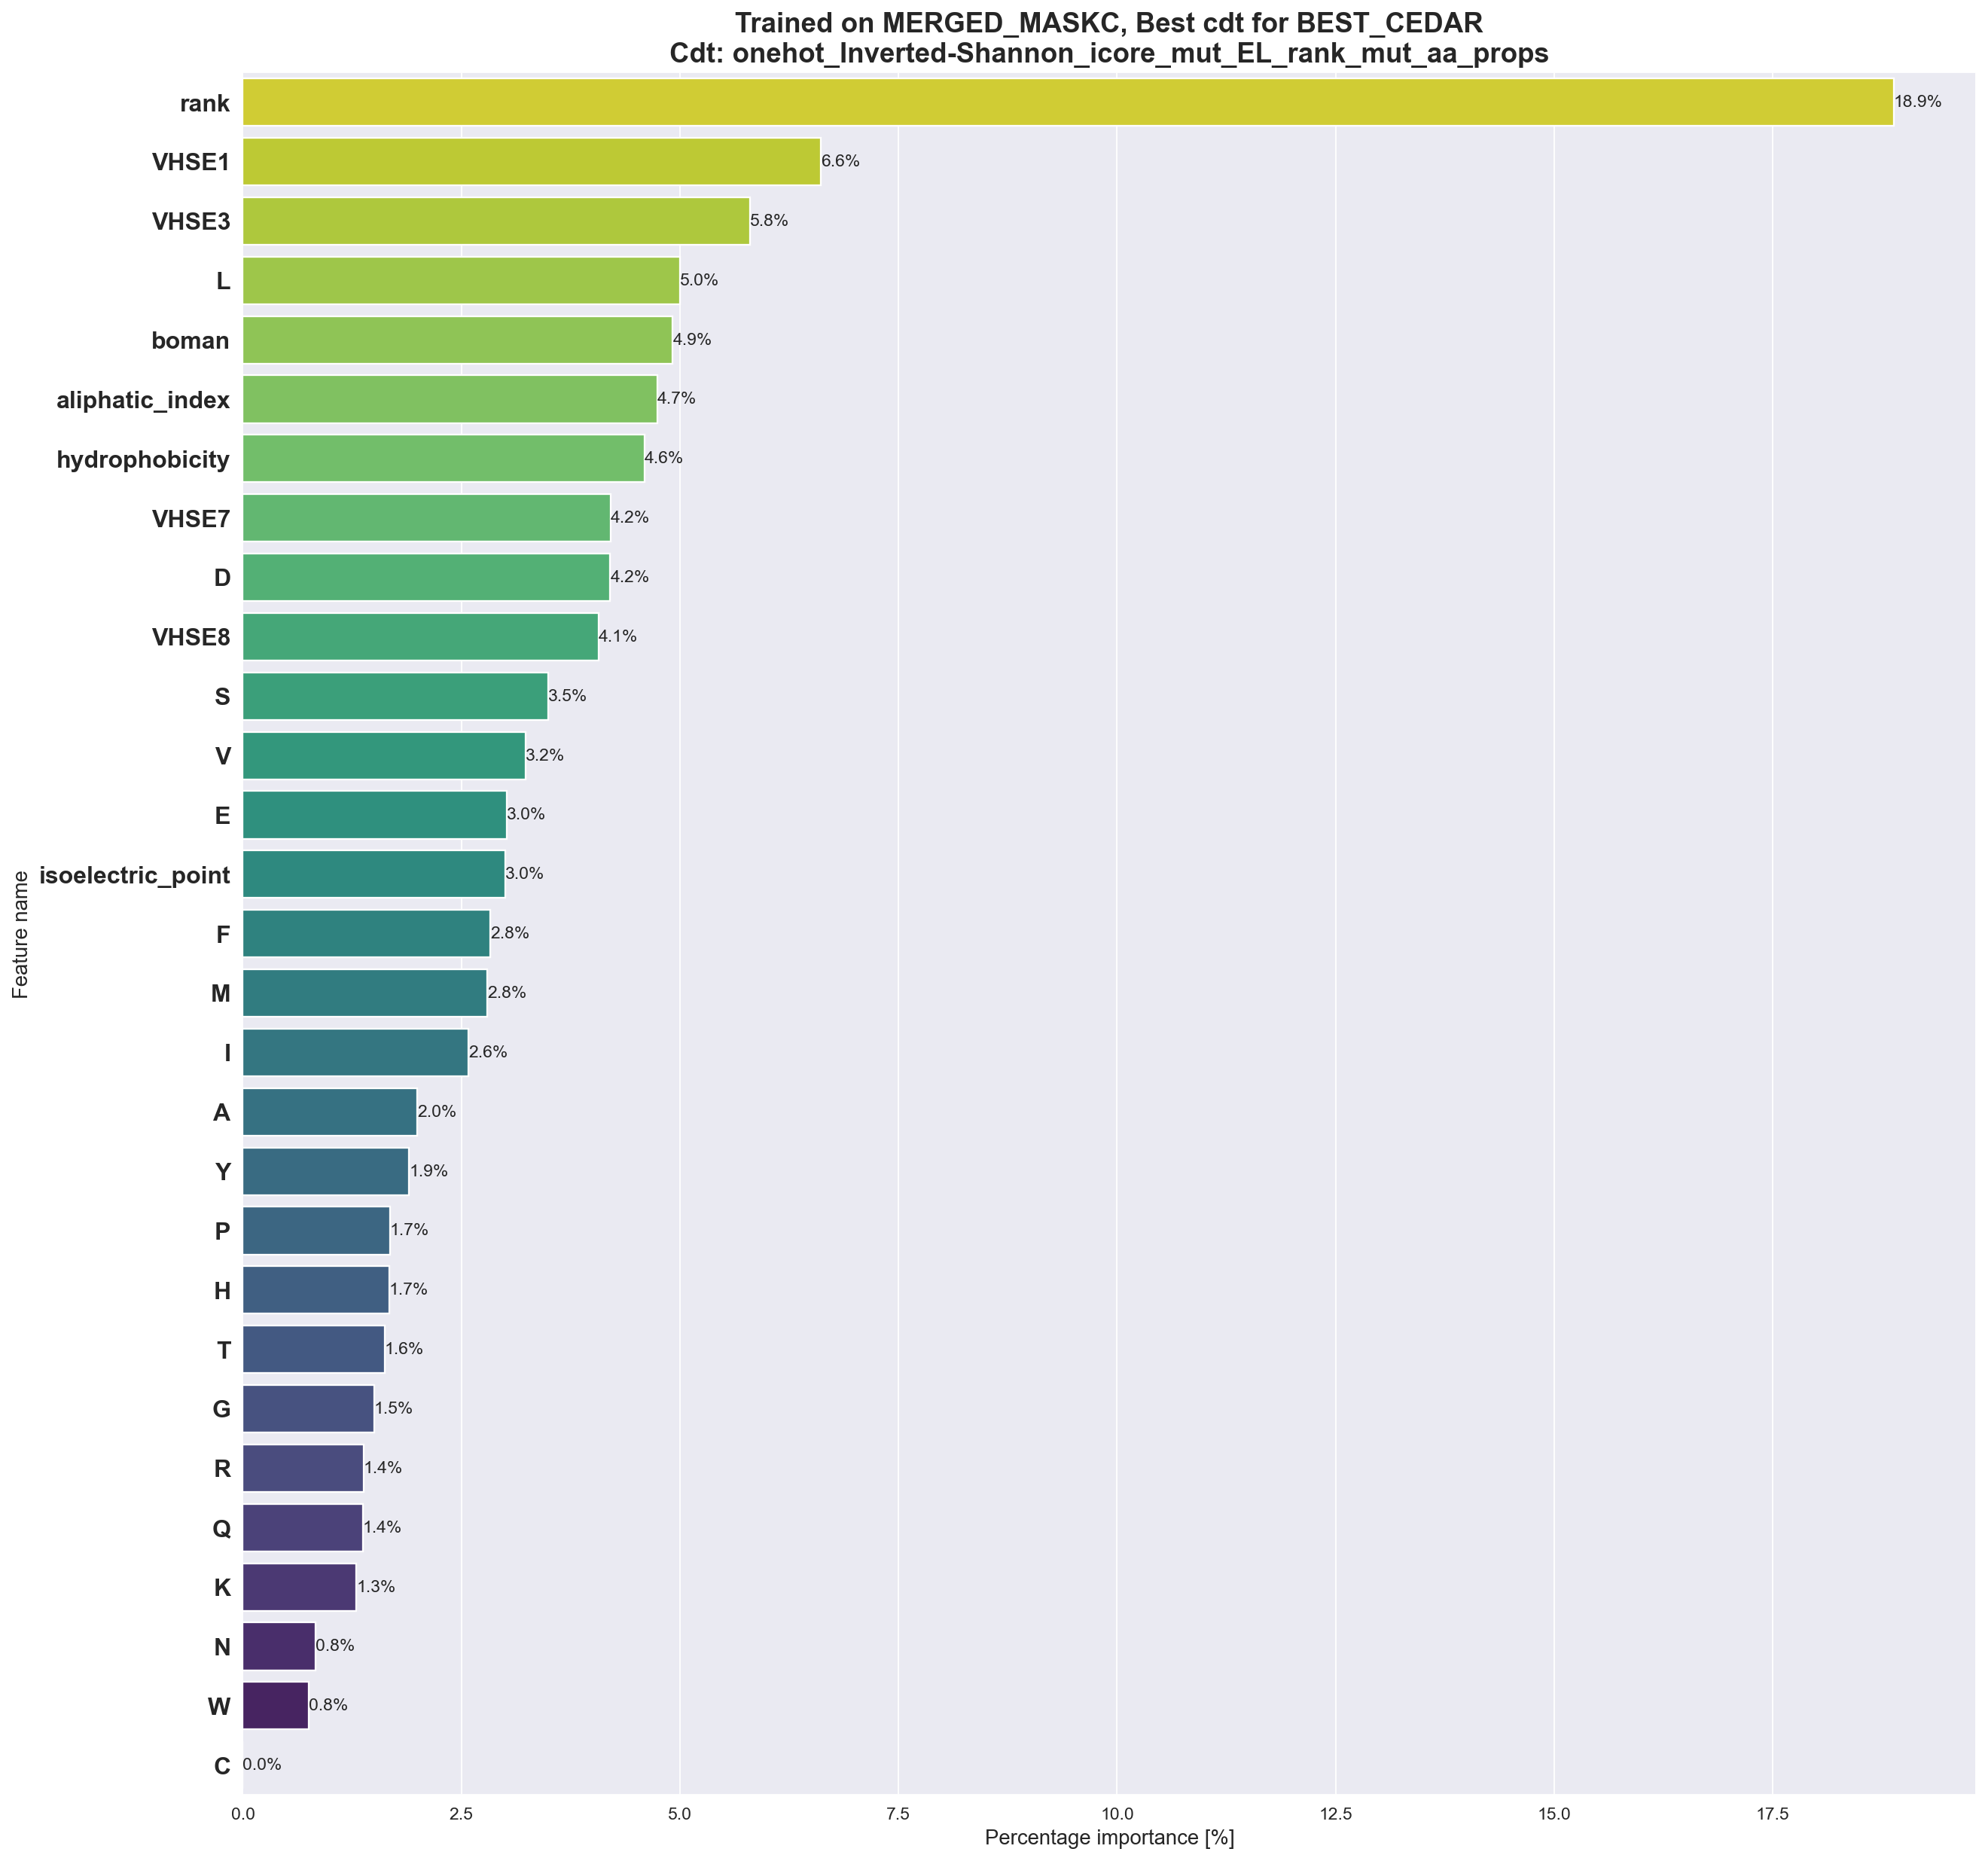 Trained on MERGED_MASKC, Best cdt for BEST_CEDAR
Cdt: onehot_Inverted-Shannon_icore_mut_EL_rank_mut_aa_props
rank 18.9%
VHSE1 6.6%
VHSE3 5.8%
L 5.0%
boman 4.9%
aliphatic_index 4.7%
hydrophobicity 4.6%
VHSE7 4.2%
D 4.2%
VHSE8 4.1%
S 3.5%
V 3.2%
E 3.0%
isoelectric_point 3.0%
F 2.8%
M 2.8%
I 2.6%
A 2.0%
Y 1.9%
P 1.7%
H 1.7%
T 1.6%
G 1.5%
R 1.4%
Q 1.4%
K 1.3%
N 0.8%
W 0.8%
C 0.0%
Feature name
0.0 2.5 5.0 7.5 10.0 12.5 15.0 17.5
Percentage importance [%]